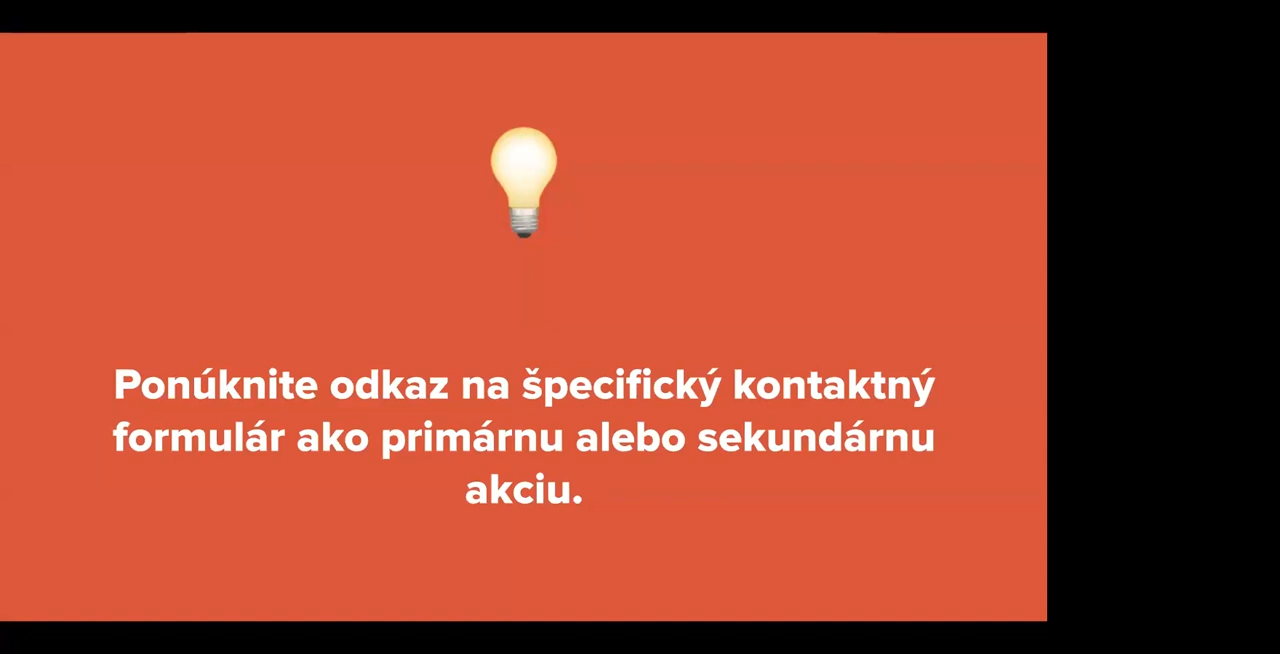 Ponúknite odkaz na špecifický kontaktný
formulár ako primárnu alebo sekundárnu
akciu.